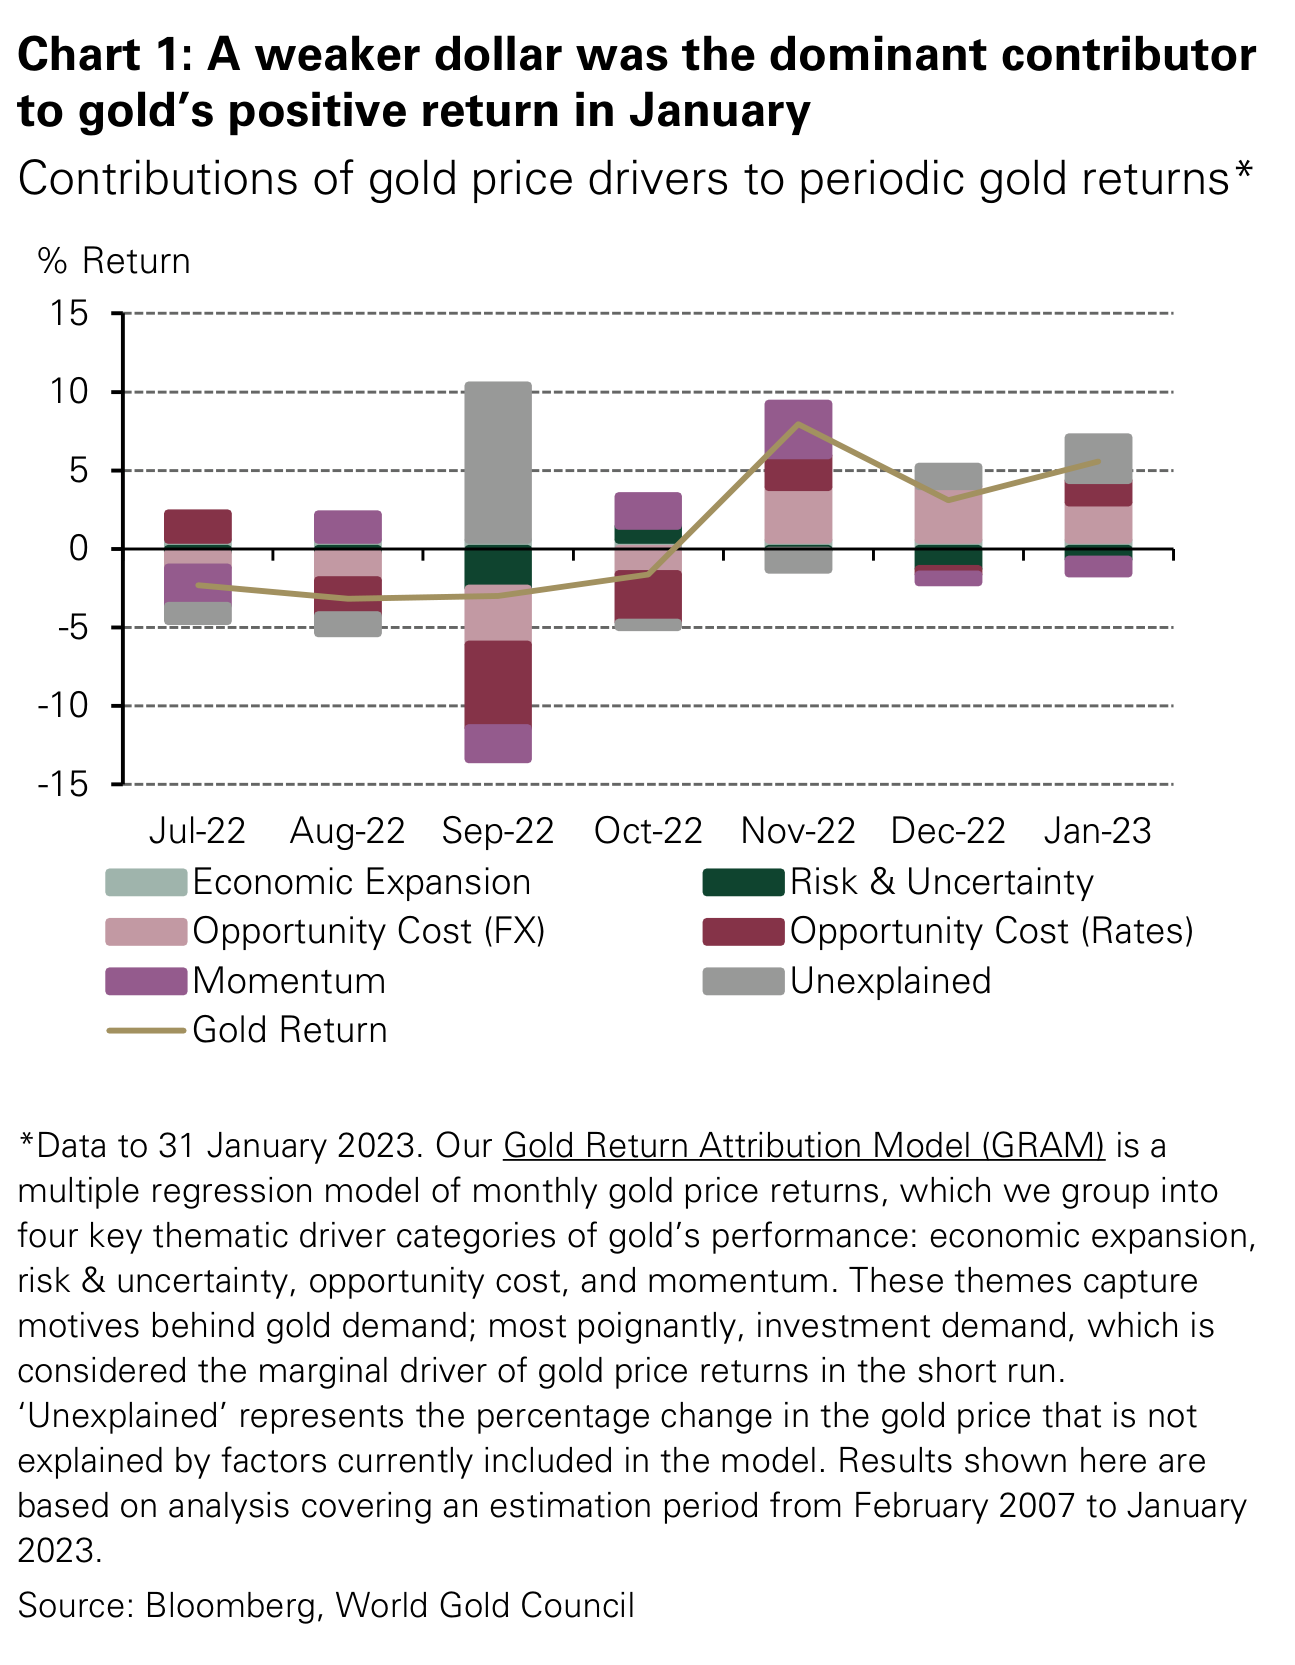 Chart 1: A weaker dollar was the dominant contributor
to gold’s positive return in January
Contributions of gold price drivers to periodic gold returns*
% Return
15
10
5
0
-5
-10
-15
Jul-22 Aug-22 Sep-22 Oct-22 Nov-22 Dec-22 Jan-23
Economic Expansion Risk & Uncertainty
Opportunity Cost (FX) Opportunity Cost (Rates)
Momentum Unexplained
Gold Return
*Data to 31 January 2023. Our Gold Return Attribution Model (GRAM) is a
multiple regression model of monthly gold price returns, which we group into
four key thematic driver categories of gold’s performance: economic expansion,
risk & uncertainty, opportunity cost, and momentum. These themes capture
motives behind gold demand; most poignantly, investment demand, which is
considered the marginal driver of gold price returns in the short run.
‘Unexplained’ represents the percentage change in the gold price that is not
explained by factors currently included in the model. Results shown here are
based on analysis covering an estimation period from February 2007 to January
2023.
Source: Bloomberg, World Gold Council